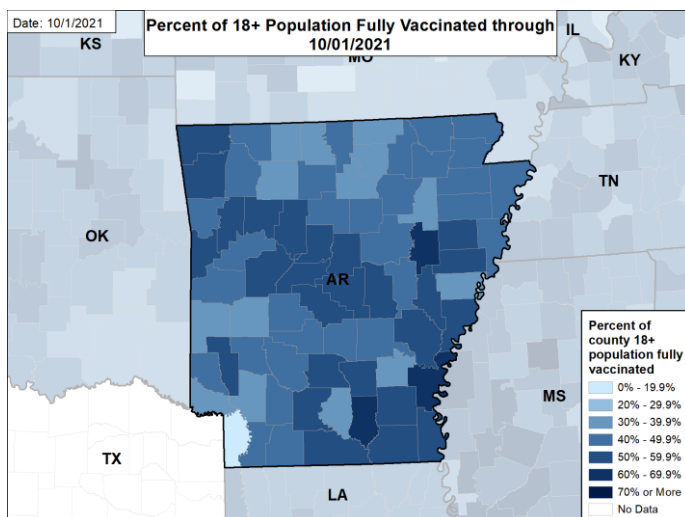 Date: 10/1/2021
Percent of 18+ Population Fully Vaccinated through
10/01/2021
IL
KS
MO
KY
TN
OK
AR
MS
TX
LA
Percent of
county 18+
population fully
vaccinated
0% - 19.9%
20% - 29.9%
30% - 39.9%
40% - 49.9%
50% - 59.9%
60% - 69.9%
70% or More
No Data